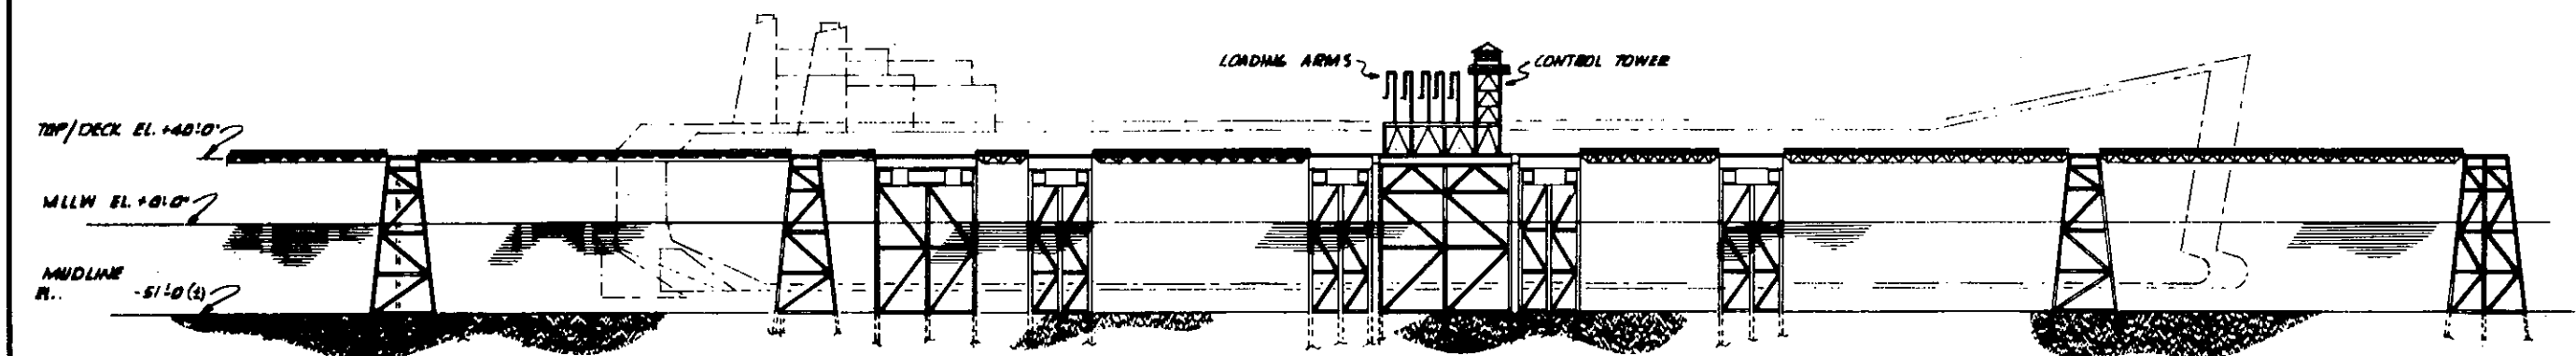 LOADING ARMS
CONTROL TOWER
TOP/DECK EL. +40'0"
MLLW EL. +0'0"
MUDLINE
-51'-0 (±)